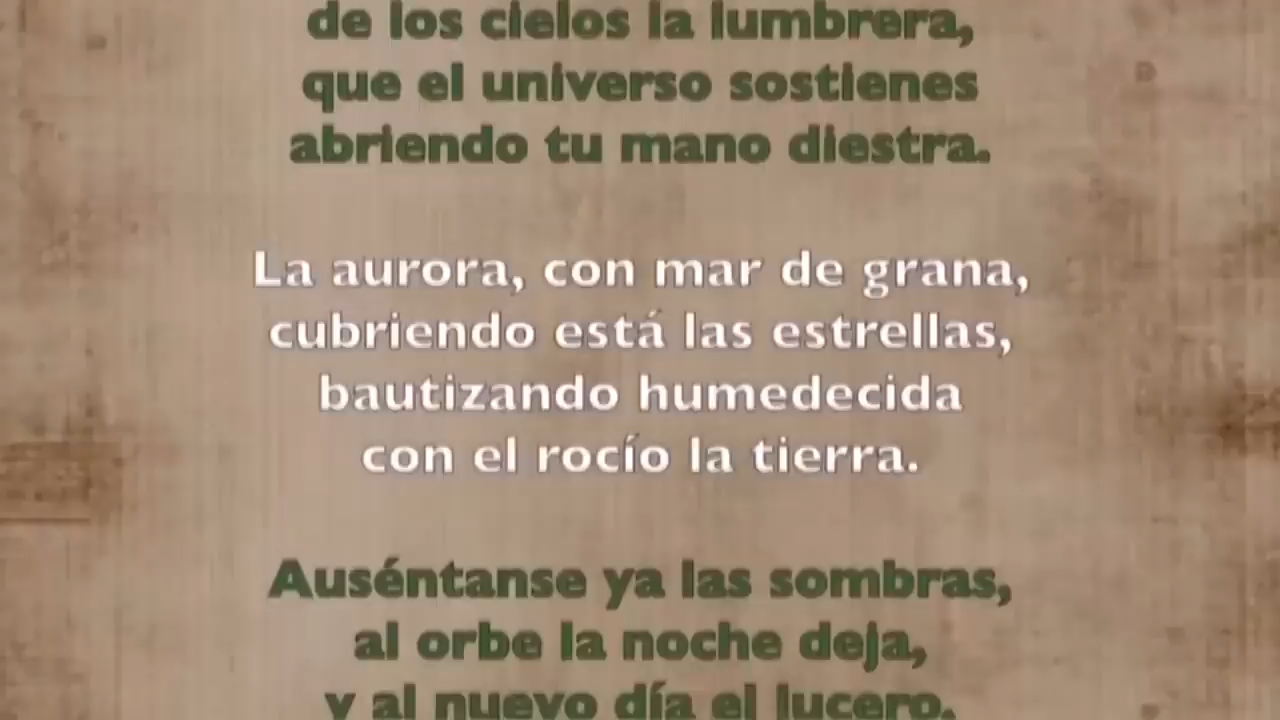 de los cielos la lumbrera,
que el universo sostienes
abriendo tu mano diestra.
La aurora, con mar de grana,
cubriendo está las estrellas,
bautizando humedecida
con el rocío la tierra.
Auséntanse ya las sombras,
al orbe la noche deja,
y al nuevo día el lucero,